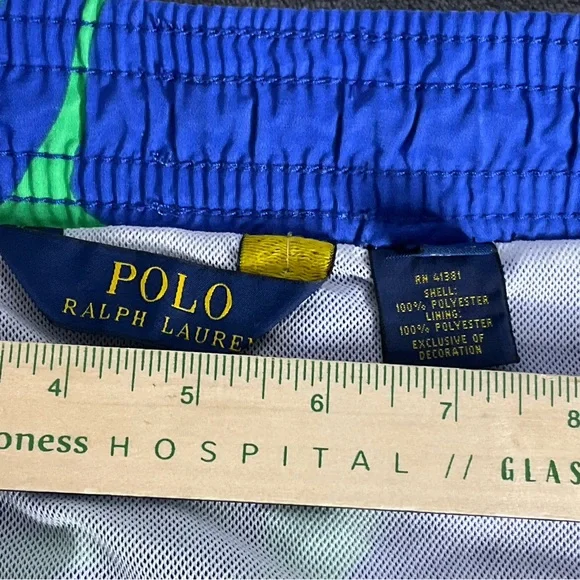 POLO
RALPH LAUREN
RN 41381
SHELL:
100% POLYESTER
LINING:
100% POLYESTER
EXCLUSIVE OF
DECORATION
4 5 6 7 8
HOSPITAL // GLAS